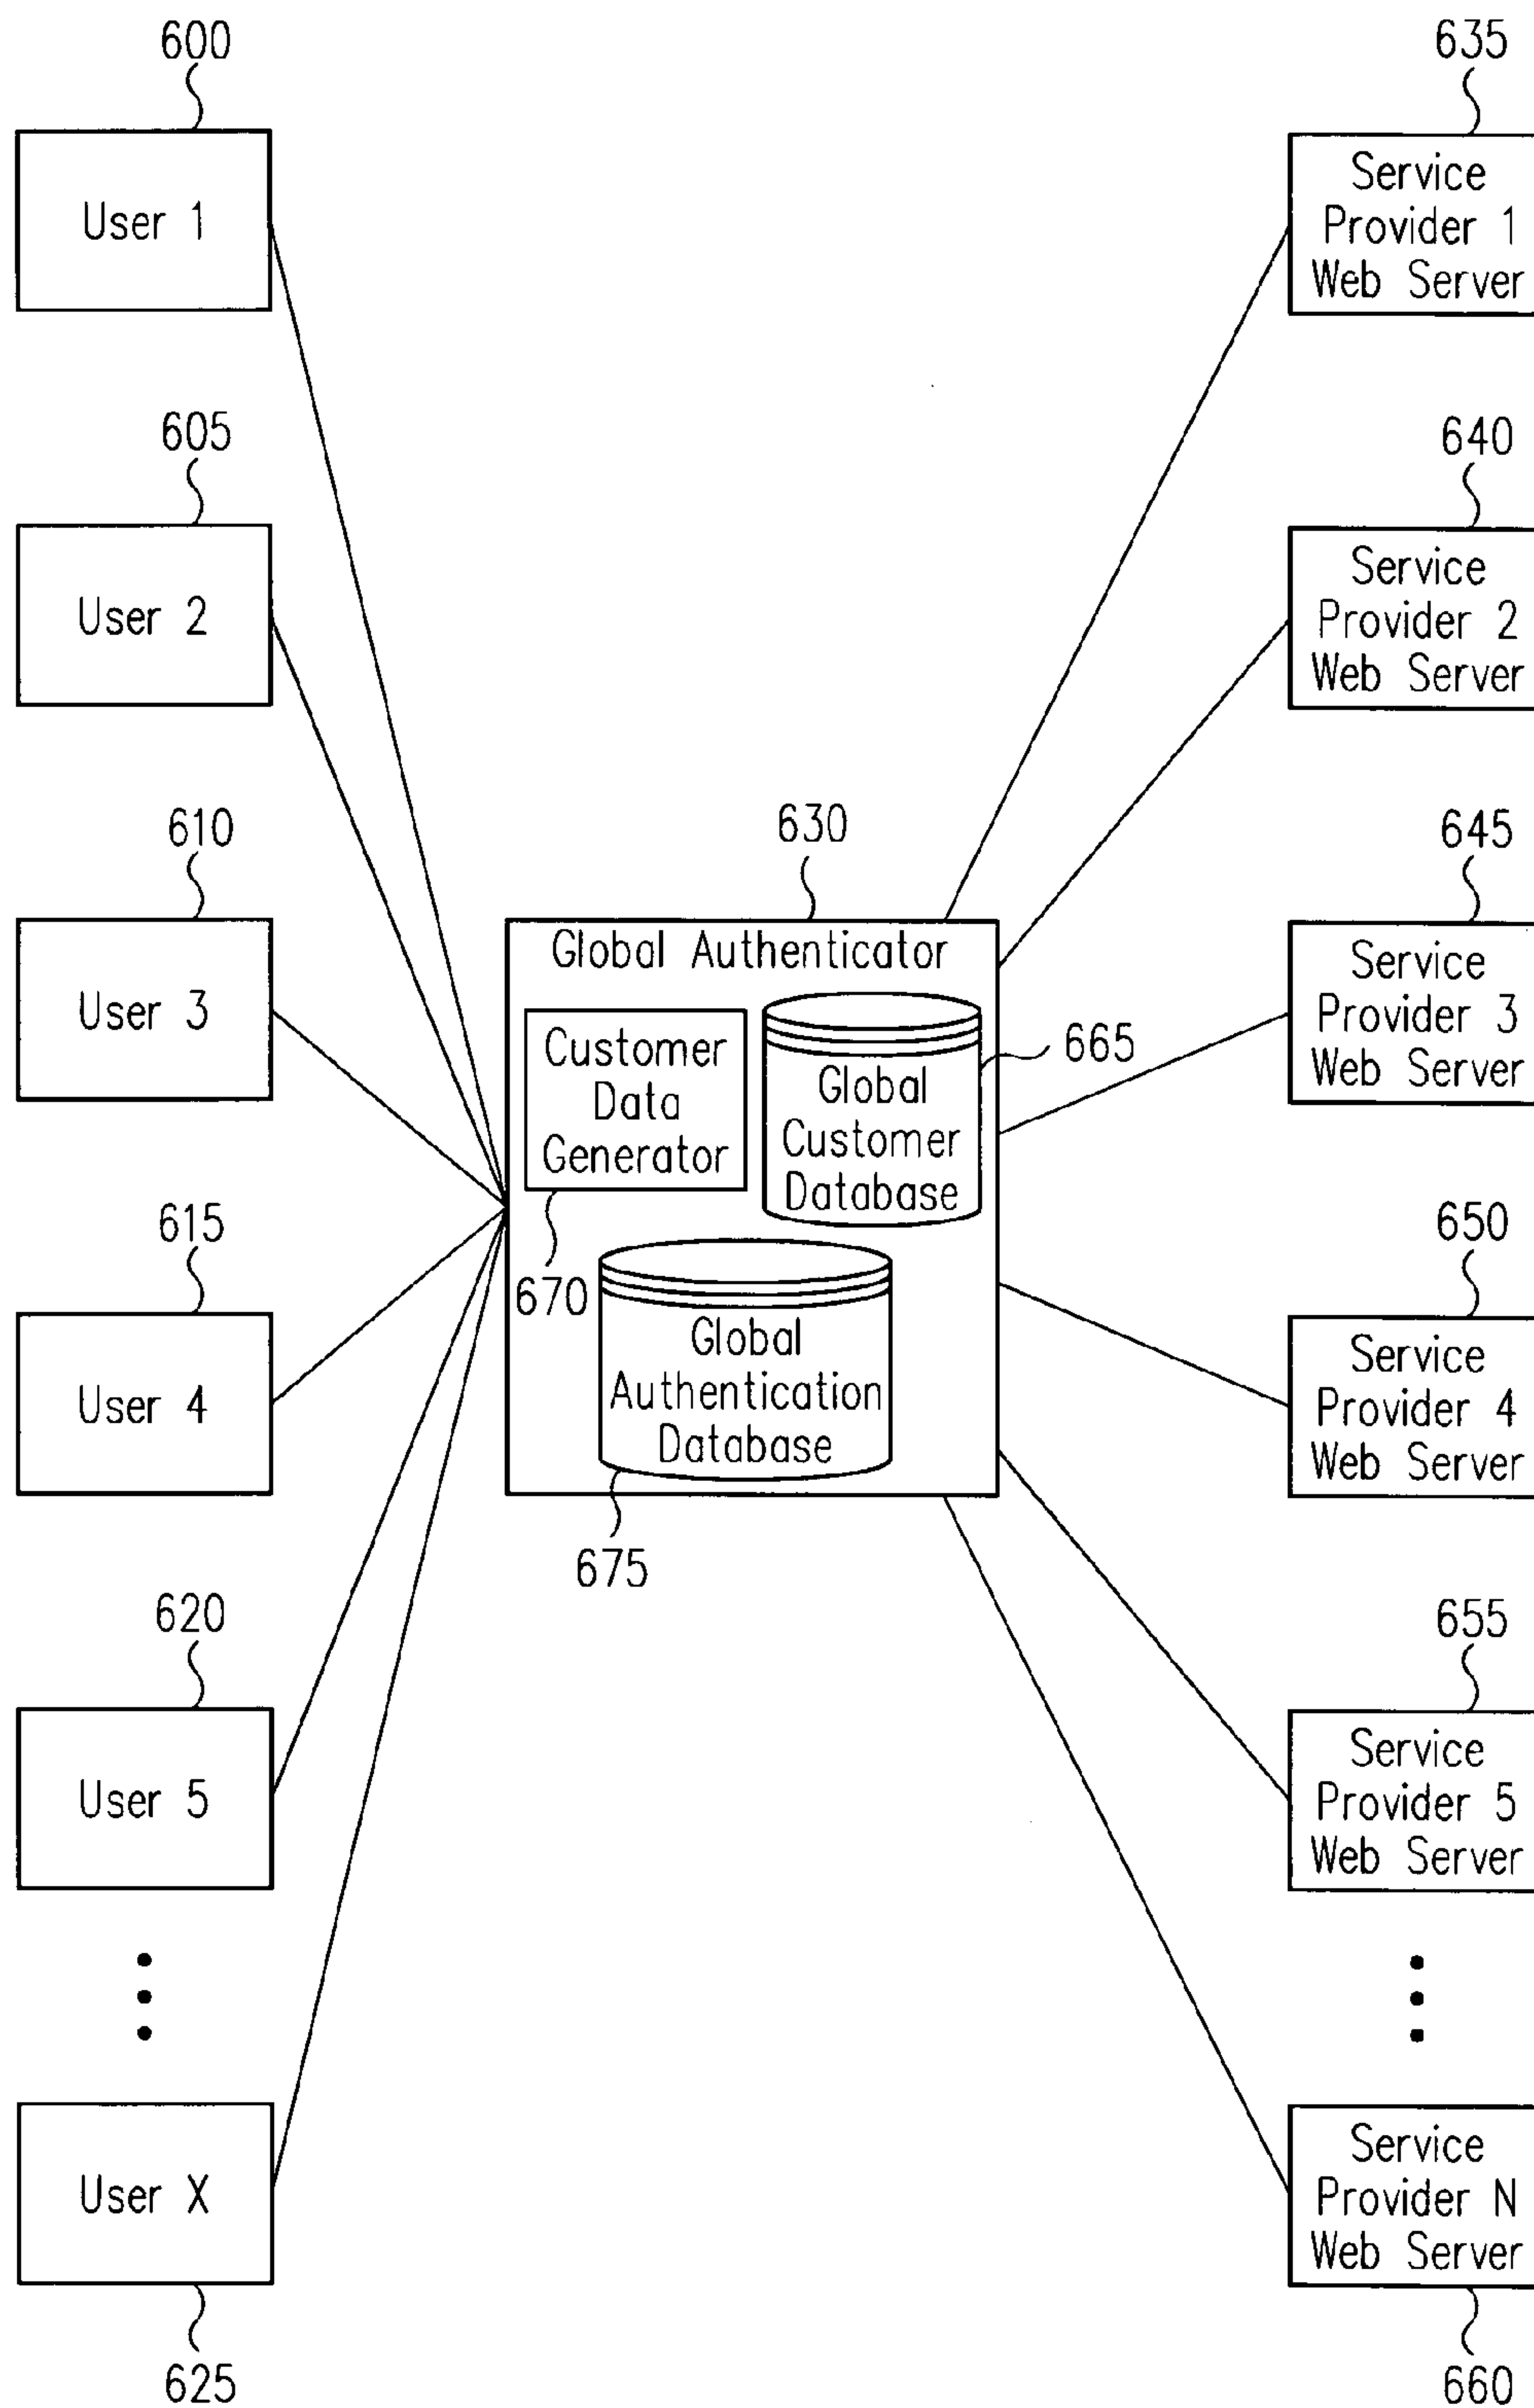 600
User 1
605
User 2
610
User 3
615
User 4
620
User 5
User X
625
630
Global Authenticator
Customer
Data
Generator
670
Global
Customer
Database
665
Global
Authentication
Database
675
635
Service
Provider 1
Web Server
640
Service
Provider 2
Web Server
645
Service
Provider 3
Web Server
650
Service
Provider 4
Web Server
655
Service
Provider 5
Web Server
Service
Provider N
Web Server
660